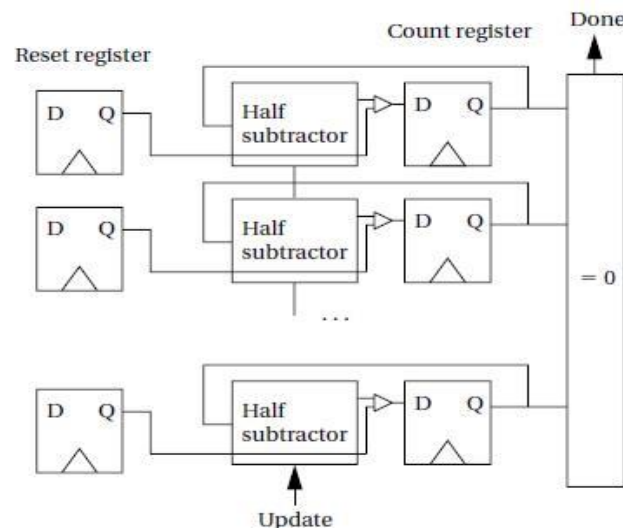 Done
Count register
Reset register
D Q
Half
subtractor
D Q
D Q
Half
subtractor
D Q
= 0
...
D Q
Half
subtractor
D Q
Update